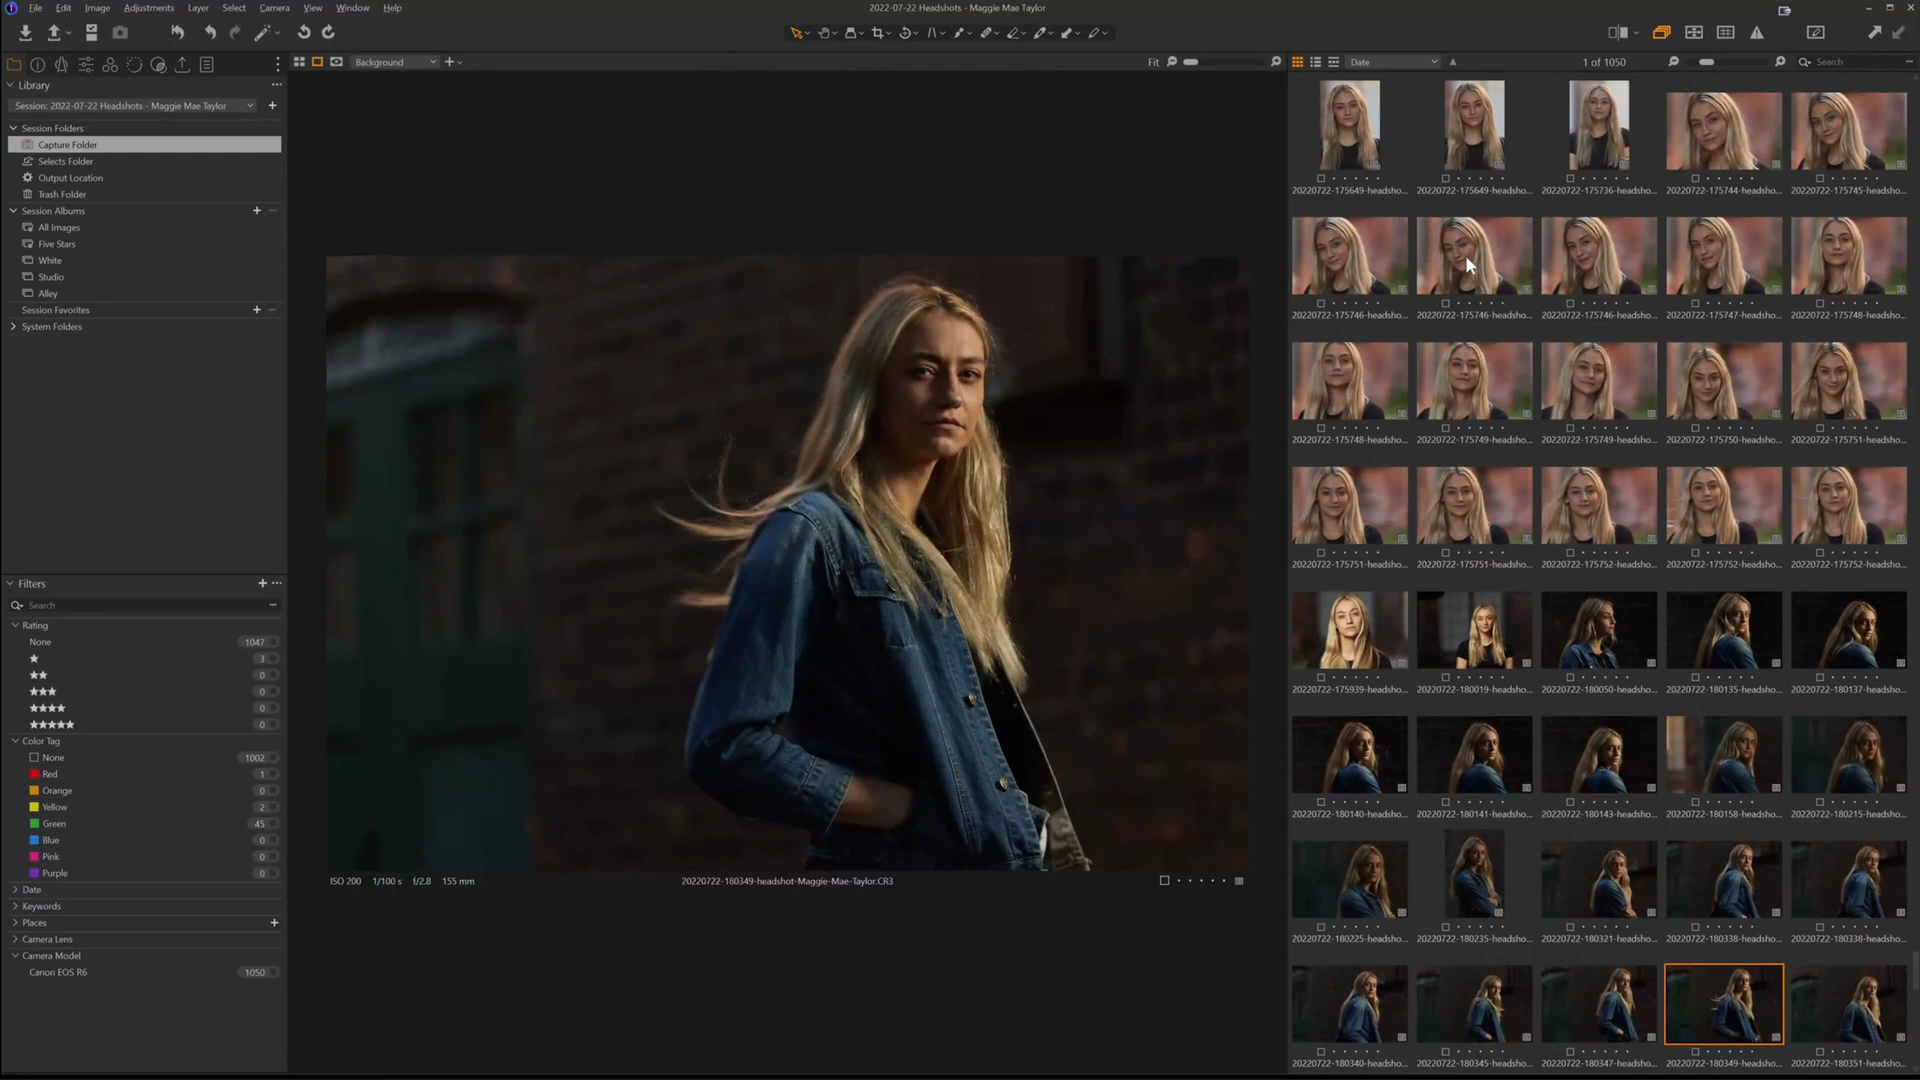 File Edit Image Adjustments Layer Select Camera View Window Help
2022-07-22 Headshots - Maggie Mae Taylor
Background
Fit
Date
1 of 1050
Search
Library
Session: 2022-07-22 Headshots - Maggie Mae Taylor
Session Folders
Capture Folder
Selects Folder
Output Location
Trash Folder
Session Albums
All Images
Five Stars
White
Studio
Alley
Session Favorites
System Folders
Filters
Search
Rating
None 1047
3
0
0
0
0
Color Tag
None 1002
Red 1
Orange 0
Yellow 2
Green 45
Blue 0
Pink 0
Purple 0
Date
Keywords
Places
Camera Lens
Camera Model
Canon EOS R6 1050
ISO 200 1/100 s f/2.8 155 mm
20220722-180349-headshot-Maggie-Mae-Taylor.CR3
20220722-175649-headsho... 20220722-175649-headsho... 20220722-175736-headsho... 20220722-175744-headsho... 20220722-175745-headsho...
20220722-175746-headsho... 20220722-175746-headsho... 20220722-175746-headsho... 20220722-175747-headsho... 20220722-175748-headsho...
20220722-175748-headsho... 20220722-175749-headsho... 20220722-175749-headsho... 20220722-175750-headsho... 20220722-175751-headsho...
20220722-175751-headsho... 20220722-175751-headsho... 20220722-175752-headsho... 20220722-175752-headsho... 20220722-175752-headsho...
20220722-175939-headsho... 20220722-180019-headsho... 20220722-180050-headsho... 20220722-180135-headsho... 20220722-180137-headsho...
20220722-180140-headsho... 20220722-180141-headsho... 20220722-180143-headsho... 20220722-180158-headsho... 20220722-180215-headsho...
20220722-180225-headsho... 20220722-180235-headsho... 20220722-180321-headsho... 20220722-180338-headsho... 20220722-180338-headsho...
20220722-180340-headsho... 20220722-180345-headsho... 20220722-180347-headsho... 20220722-180349-headsho... 20220722-180351-headsho...